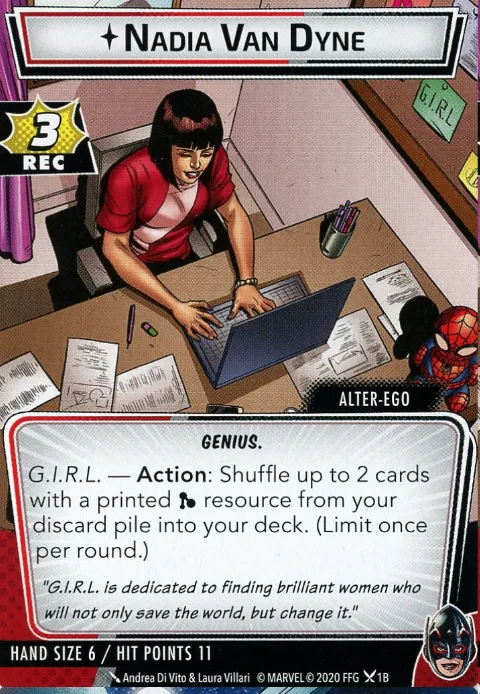 NADIA VAN DYNE
3
REC
G.I.R.L.
ALTER-EGO
GENIUS.
G.I.R.L. — Action: Shuffle up to 2 cards
with a printed resource from your
discard pile into your deck. (Limit once
per round.)
"G.I.R.L. is dedicated to finding brilliant women who
will not only save the world, but change it."
HAND SIZE 6 / HIT POINTS 11
Andrea Di Vito & Laura Villari © MARVEL © 2020 FFG 1B